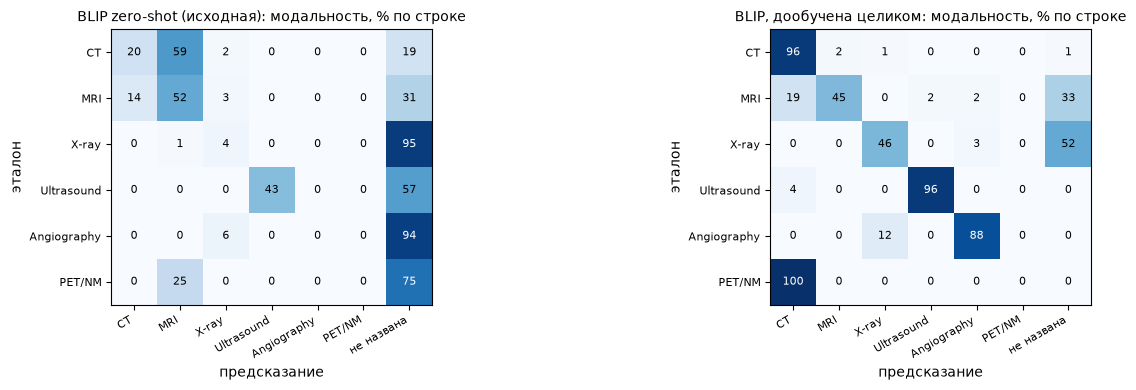 BLIP zero-shot (исходная): модальность, % по строке
CT 20 59 2 0 0 0 19
MRI 14 52 3 0 0 0 31
X-ray 0 1 4 0 0 0 95
Ultrasound 0 0 0 43 0 0 57
Angiography 0 0 6 0 0 0 94
PET/NM 0 25 0 0 0 0 75
эталон
CT MRI X-ray Ultrasound Angiography PET/NM не названа
предсказание
BLIP, дообучена целиком: модальность, % по строке
CT 96 2 1 0 0 0 1
MRI 19 45 0 2 2 0 33
X-ray 0 0 46 0 3 0 52
Ultrasound 4 0 0 96 0 0 0
Angiography 0 0 12 0 88 0 0
PET/NM 100 0 0 0 0 0 0
эталон
CT MRI X-ray Ultrasound Angiography PET/NM не названа
предсказание